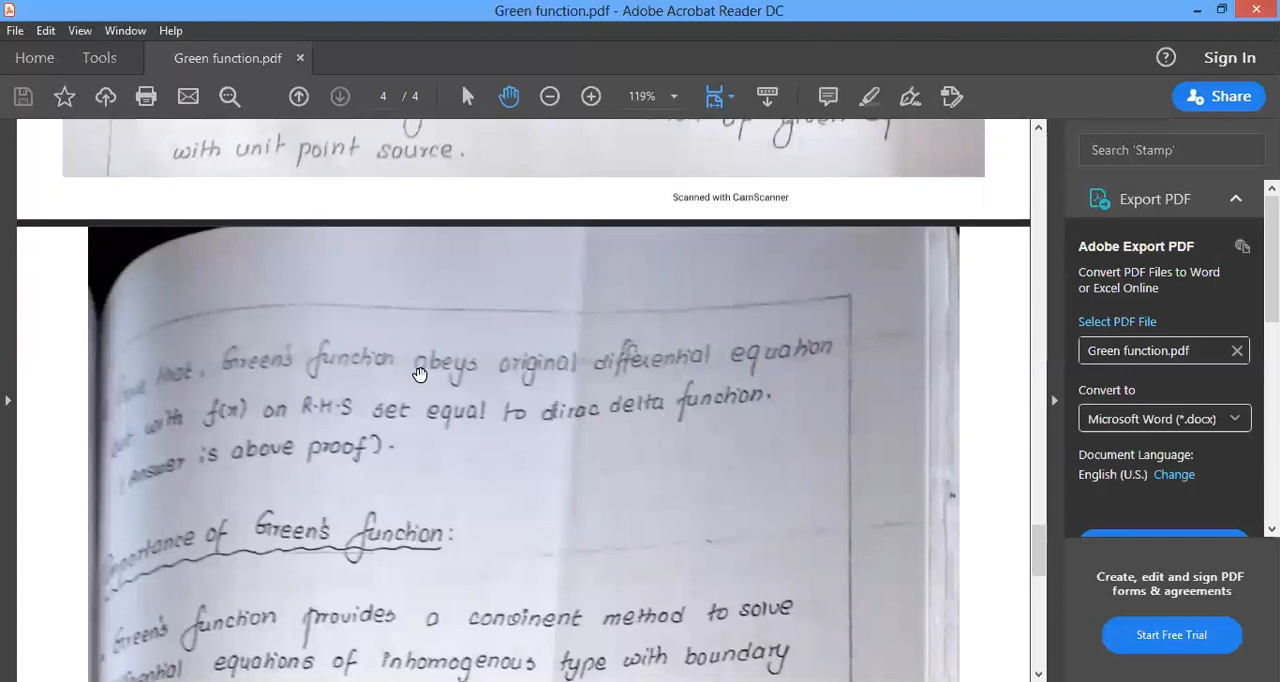 Green function.pdf - Adobe Acrobat Reader DC
File Edit View Window Help
Home Tools Green function.pdf × Sign In
4 / 4 119% Share
with unit point source.
Scanned with CamScanner
that, Green's function obeys original differential equation
with f(x) on R.H.S set equal to dirac delta function.
(Answer is above proof).
of Green's function:
Green's function provides a convinent method to solve
equations of inhomogenous type with boundary
Search 'Stamp'
Export PDF
Adobe Export PDF
Convert PDF Files to Word
or Excel Online
Select PDF File
Green function.pdf ×
Convert to
Microsoft Word (*.docx)
Document Language:
English (U.S.) Change
Create, edit and sign PDF
forms & agreements
Start Free Trial